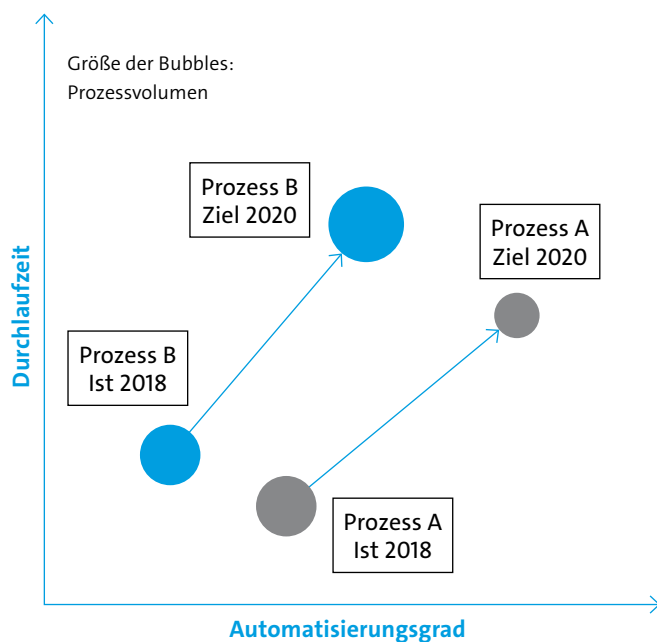 Größe der Bubbles:
Prozessvolumen
Prozess B
Ziel 2020
Prozess A
Ziel 2020
Prozess B
Ist 2018
Prozess A
Ist 2018
Durchlaufzeit
Automatisierungsgrad